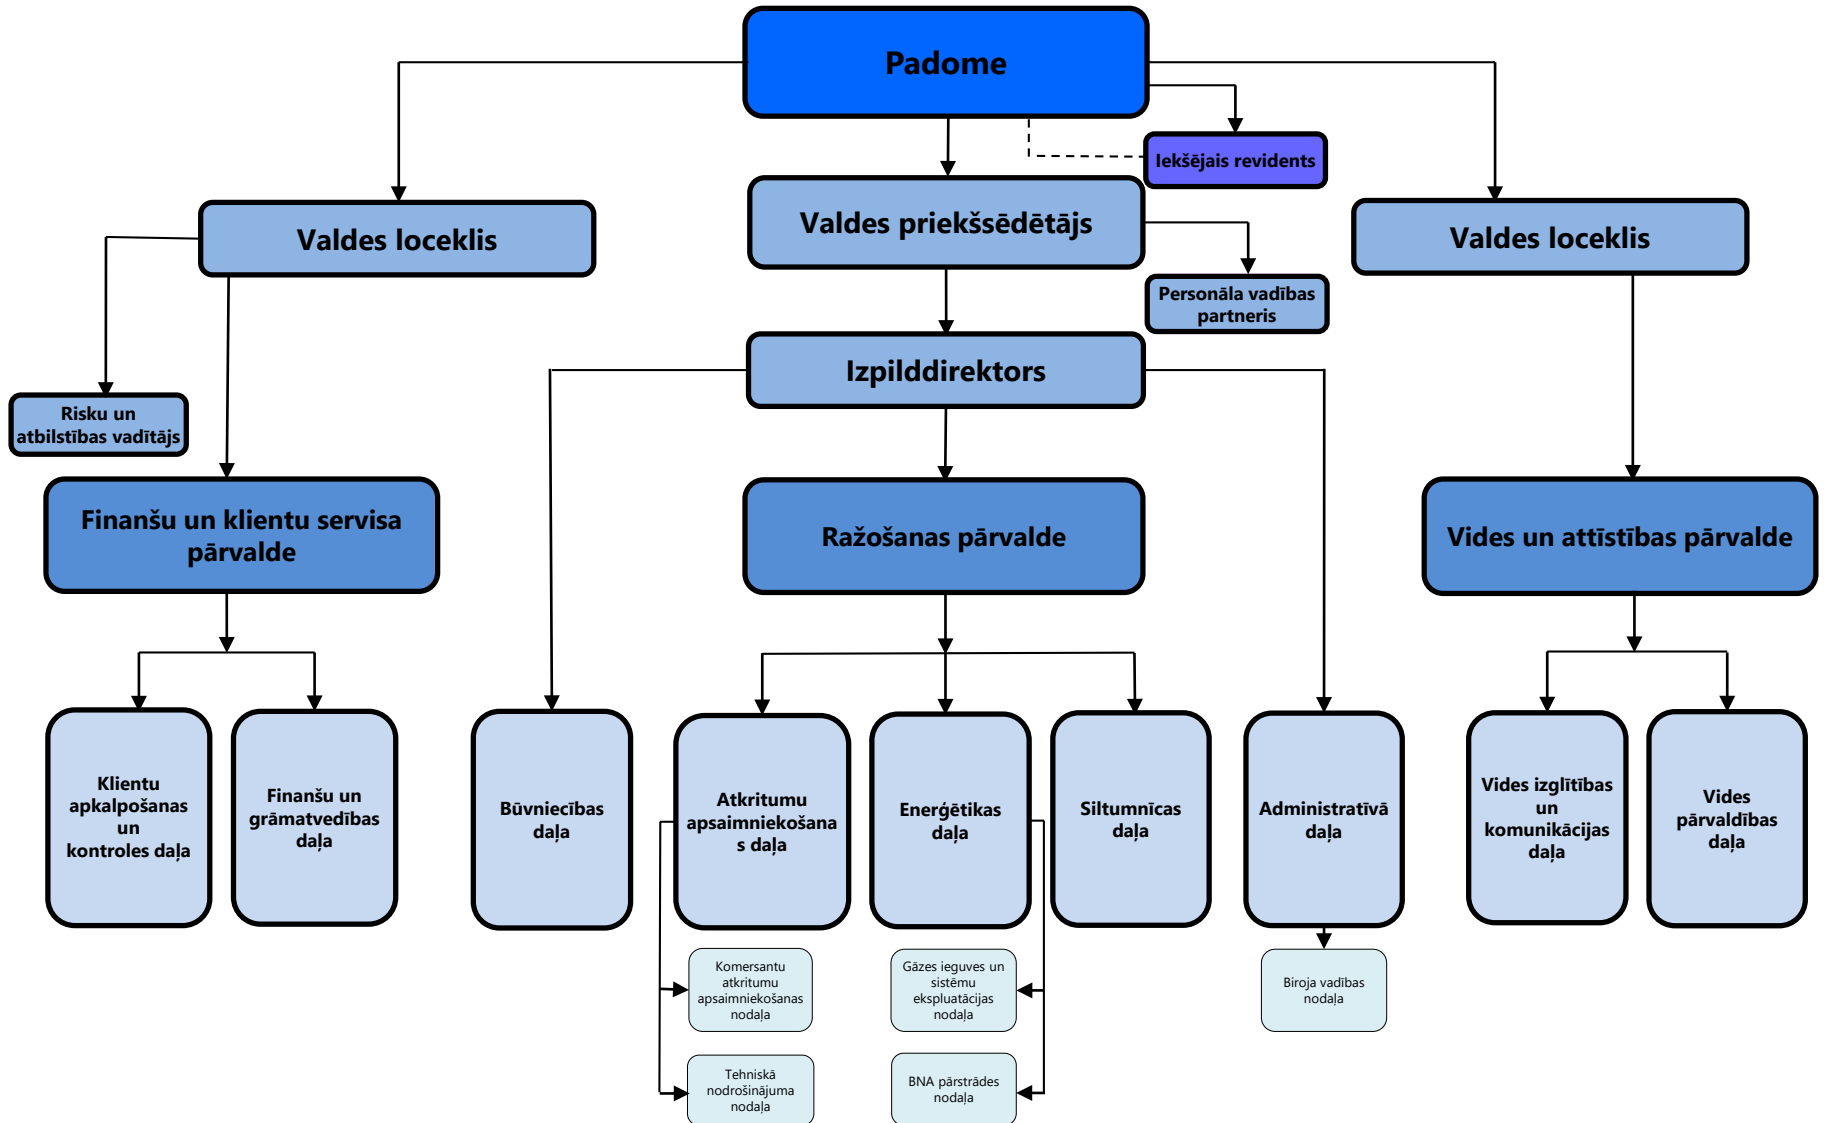 Padome
Iekšējais revidents
Valdes priekšsēdētājs
Valdes loceklis
Valdes loceklis
Personāla vadības
partneris
Izpilddirektors
Risku un
atbilstības vadītājs
Finanšu un klientu servisa
pārvalde
Ražošanas pārvalde
Vides un attīstības pārvalde
Klientu
apkalpošanas
un
kontroles daļa
Finanšu un
grāmatvedības
daļa
Būvniecības
daļa
Atkritumu
apsaimniekošana
s daļa
Enerģētikas
daļa
Siltumnīcas
daļa
Administratīvā
daļa
Vides izglītības
un
komunikācijas
daļa
Vides
pārvaldības
daļa
Komersantu
atkritumu
apsaimniekošanas
nodaļa
Gāzes ieguves un
sistēmu
ekspluatācijas
nodaļa
Biroja vadības
nodaļa
Tehniskā
nodrošinājuma
nodaļa
BNA pārstrādes
nodaļa